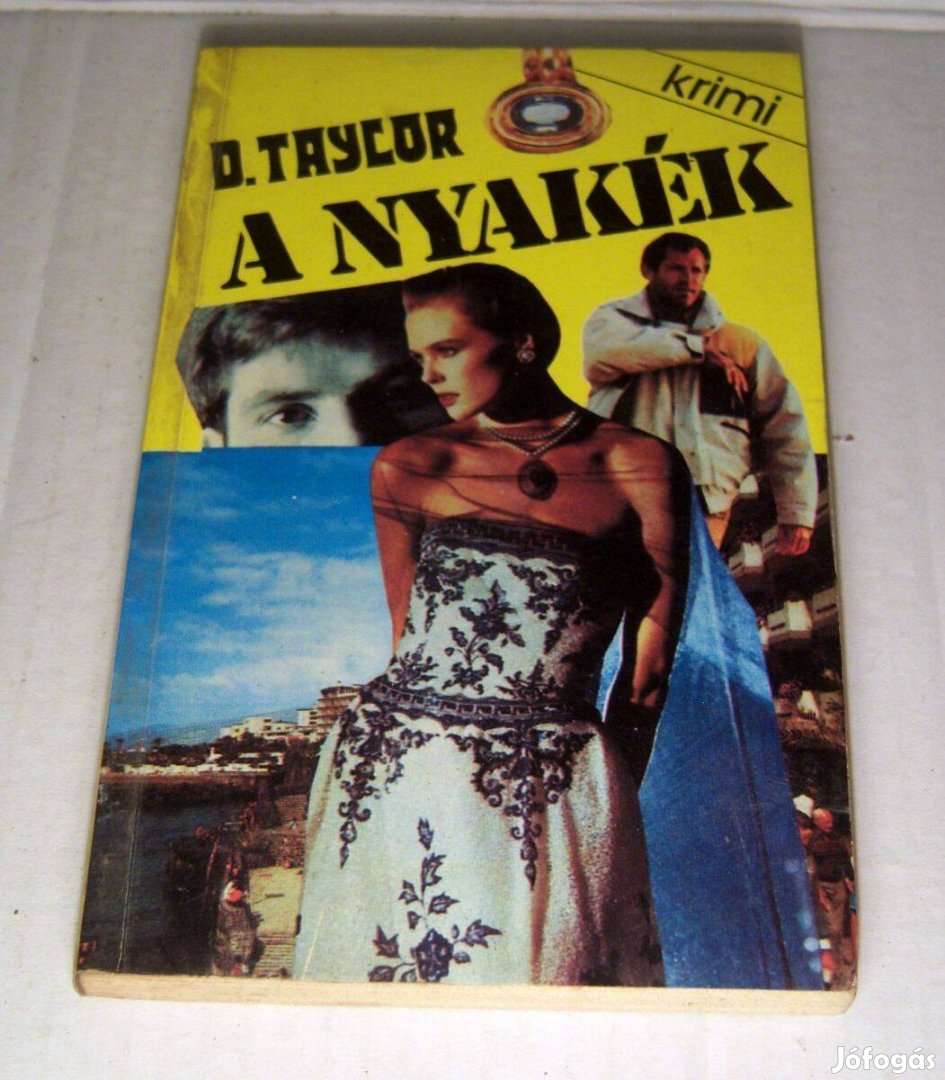 krimi
D. TAYLOR
A NYAKÉK
Jófogás